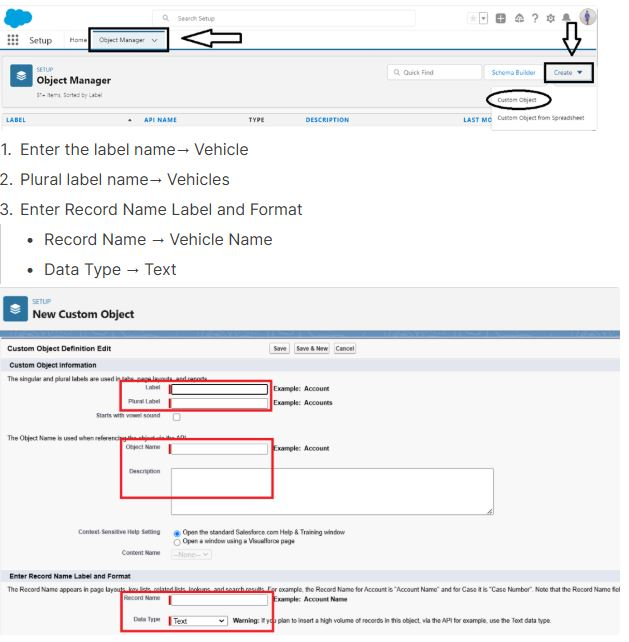 Search Setup
Setup Home Object Manager
SETUP
Object Manager
Quick Find Schema Builder Create
51+ Items, Sorted by Label
Custom Object
LABEL API NAME TYPE DESCRIPTION LAST MO
Custom Object from Spreadsheet
1. Enter the label name→ Vehicle
2. Plural label name→ Vehicles
3. Enter Record Name Label and Format
• Record Name → Vehicle Name
• Data Type → Text
SETUP
New Custom Object
Custom Object Definition Edit Save Save & New Cancel
Custom Object Information
The singular and plural labels are used in tabs, page layouts, and reports.
Label Example: Account
Plural Label Example: Accounts
Starts with vowel sound
The Object Name is used when referencing the object via the API.
Object Name Example: Account
Description
Context-Sensitive Help Setting Open the standard Salesforce.com Help & Training window
Open a window using a Visualforce page
Content Name --None--
Enter Record Name Label and Format
The Record Name appears in page layouts, key lists, related lists, lookups, and search results. For example, the Record Name for Account is "Account Name" and for Case it is "Case Number". Note that the Record Name fiel
Record Name Example: Account Name
Data Type Text Warning: If you plan to insert a high volume of records in this object, via the API for example, use the Text data type.